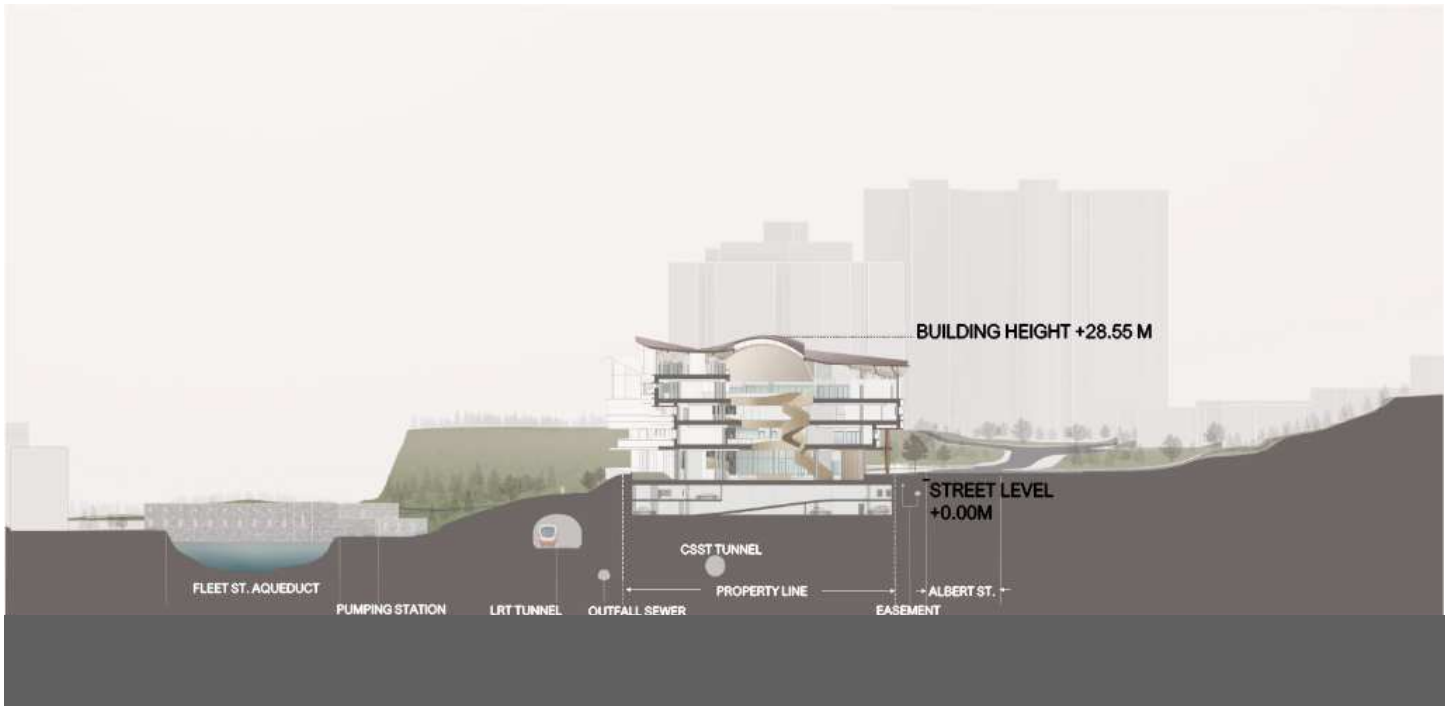 BUILDING HEIGHT +28.55 M
STREET LEVEL
+0.00M
CSST TUNNEL
FLEET ST. AQUEDUCT
PROPERTY LINE
ALBERT ST.
PUMPING STATION
LRT TUNNEL
OUTFALL SEWER
EASEMENT